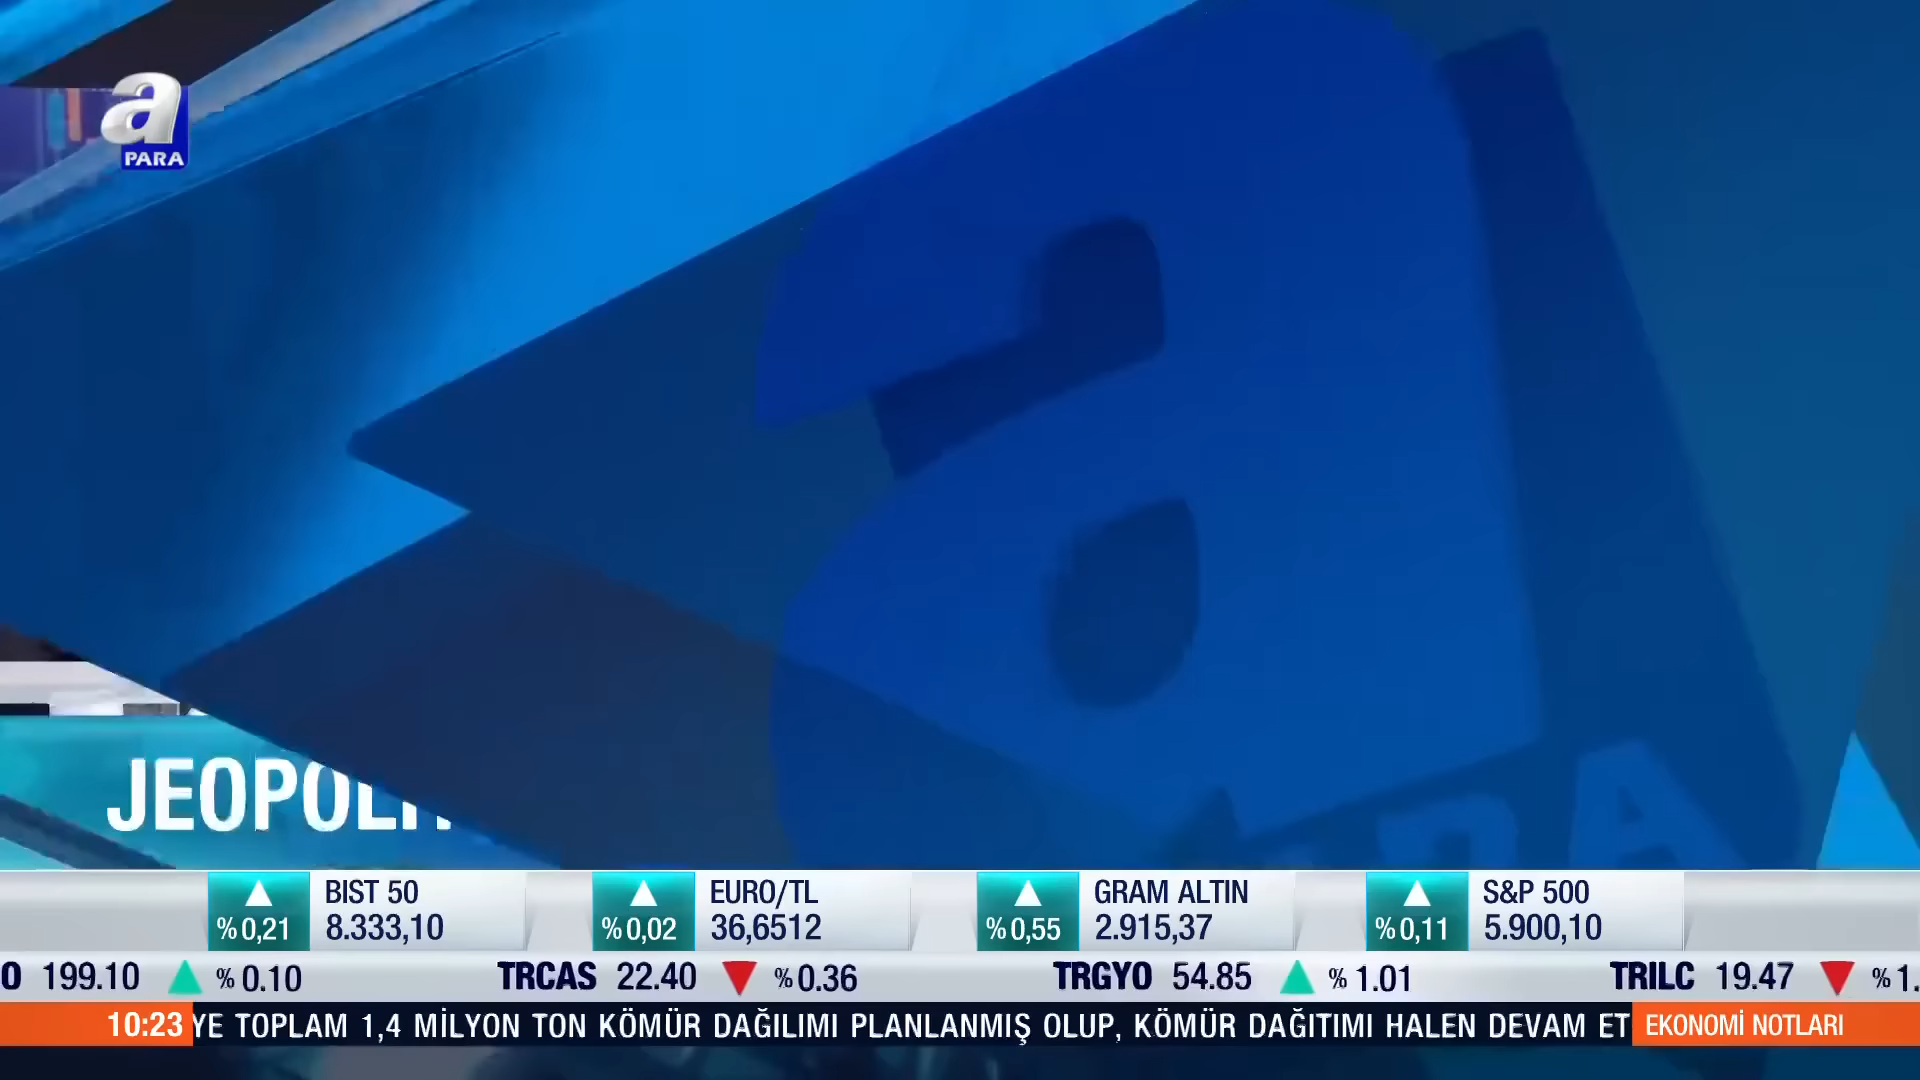 a
PARA
JEOPOLİ
%0,21 BIST 50 8.333,10
%0,02 EURO/TL 36,6512
%0,55 GRAM ALTIN 2.915,37
%0,11 S&P 500 5.900,10
O 199.10 %0.10 TRCAS 22.40 %0.36 TRGYO 54.85 %1.01 TRILC 19.47 %1.
10:23 YE TOPLAM 1,4 MİLYON TON KÖMÜR DAĞILIMI PLANLANMIŞ OLUP, KÖMÜR DAĞITIMI HALEN DEVAM ET EKONOMİ NOTLARI